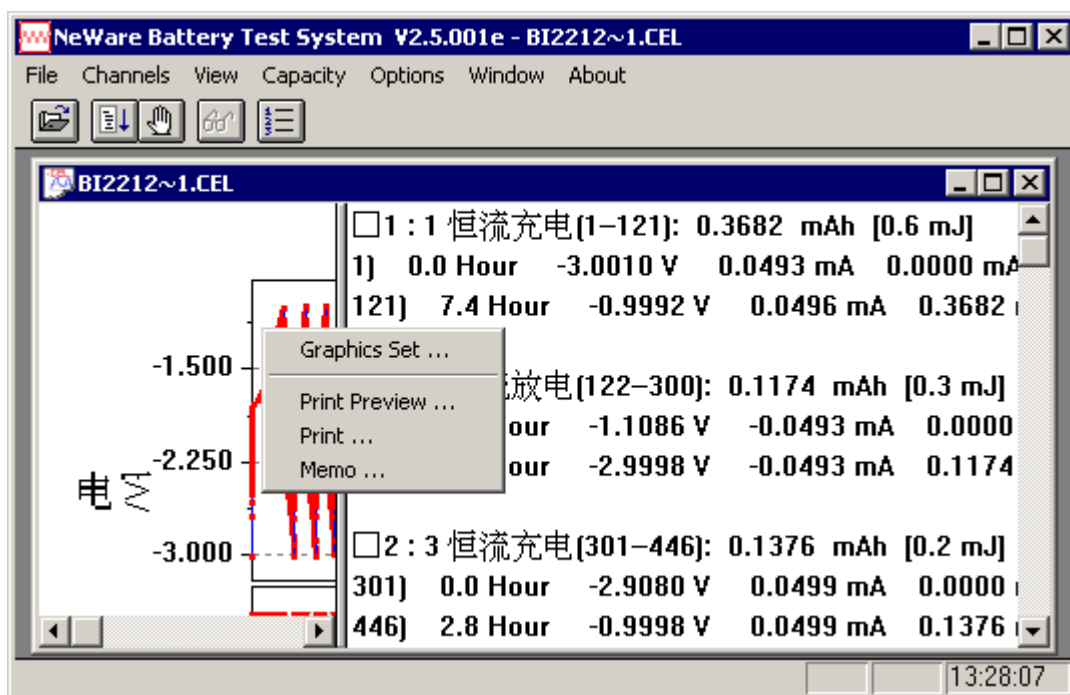 NeWare Battery Test System V2.5.001e - BI2212~1.CEL
File Channels View Capacity Options Window About
BI2212~1.CEL
□1 : 1 恒流充电(1–121): 0.3682 mAh [0.6 mJ]
1) 0.0 Hour -3.0010 V 0.0493 mA 0.0000 mA
121) 7.4 Hour -0.9992 V 0.0496 mA 0.3682
流放电(122–300): 0.1174 mAh [0.3 mJ]
our -1.1086 V -0.0493 mA 0.0000
our -2.9998 V -0.0493 mA 0.1174
□2 : 3 恒流充电(301–446): 0.1376 mAh [0.2 mJ]
301) 0.0 Hour -2.9080 V 0.0499 mA 0.0000
446) 2.8 Hour -0.9998 V 0.0499 mA 0.1376
Graphics Set ...
Print Preview ...
Print ...
Memo ...
-1.500
-2.250
-3.000
电
13:28:07